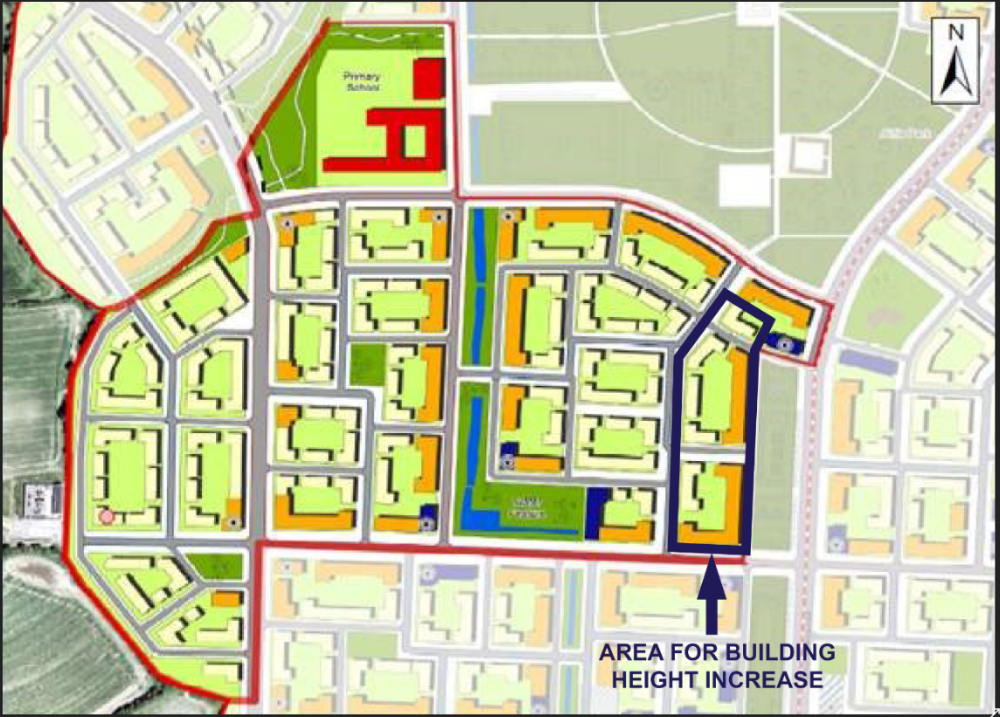 N
Primary
School
AREA FOR BUILDING
HEIGHT INCREASE